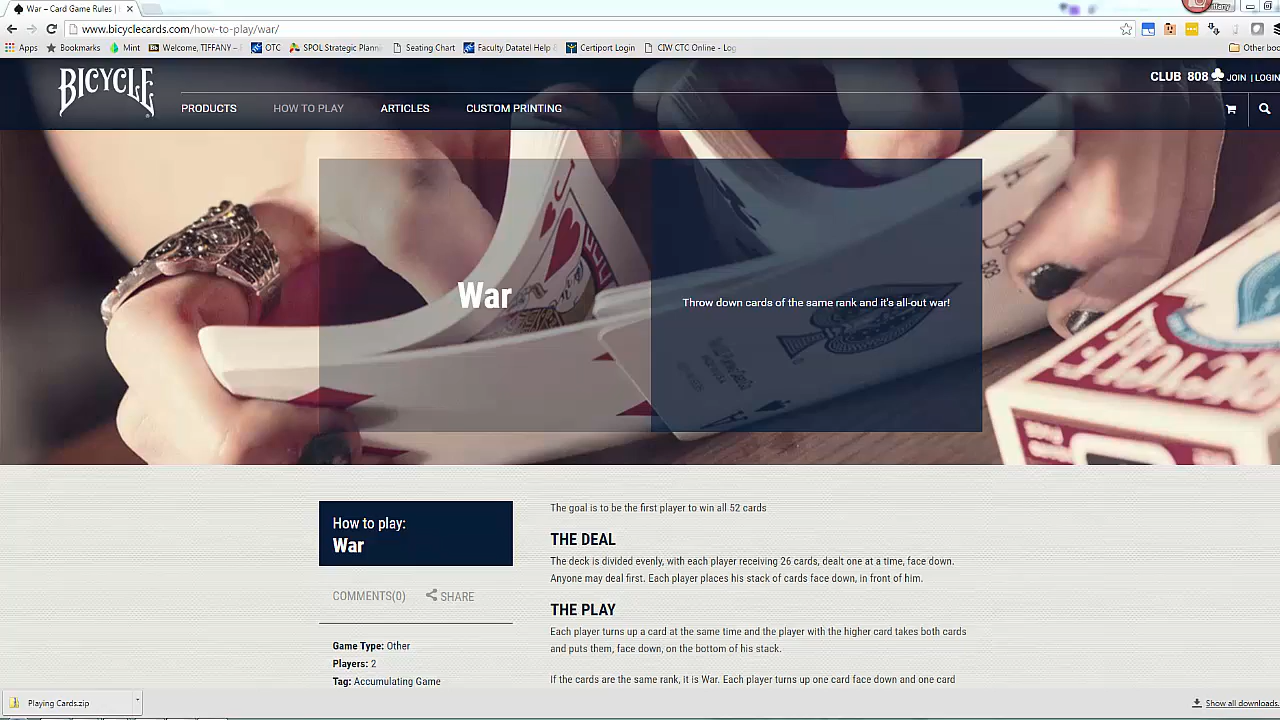 War – Card Game Rules |
www.bicyclecards.com/how-to-play/war/
Apps
Bookmarks
Mint
Welcome, TIFFANY –
OTC
SPOL Strategic Plann
Seating Chart
My Datatel Help
Certiport Login
CIW CTC Online - Log
Other boo
BICYCLE
CLUB 808 JOIN | LOGIN
PRODUCTS
HOW TO PLAY
ARTICLES
CUSTOM PRINTING
War
Throw down cards of the same rank and it's all-out war!
How to play:
War
COMMENTS(0)
SHARE
Game Type: Other
Players: 2
Tag: Accumulating Game
The goal is to be the first player to win all 52 cards
THE DEAL
The deck is divided evenly, with each player receiving 26 cards, dealt one at a time, face down.
Anyone may deal first. Each player places his stack of cards face down, in front of him.
THE PLAY
Each player turns up a card at the same time and the player with the higher card takes both cards
and puts them, face down, on the bottom of his stack.
If the cards are the same rank, it is War. Each player turns up one card face down and one card
Playing Cards.zip
Show all downloads.